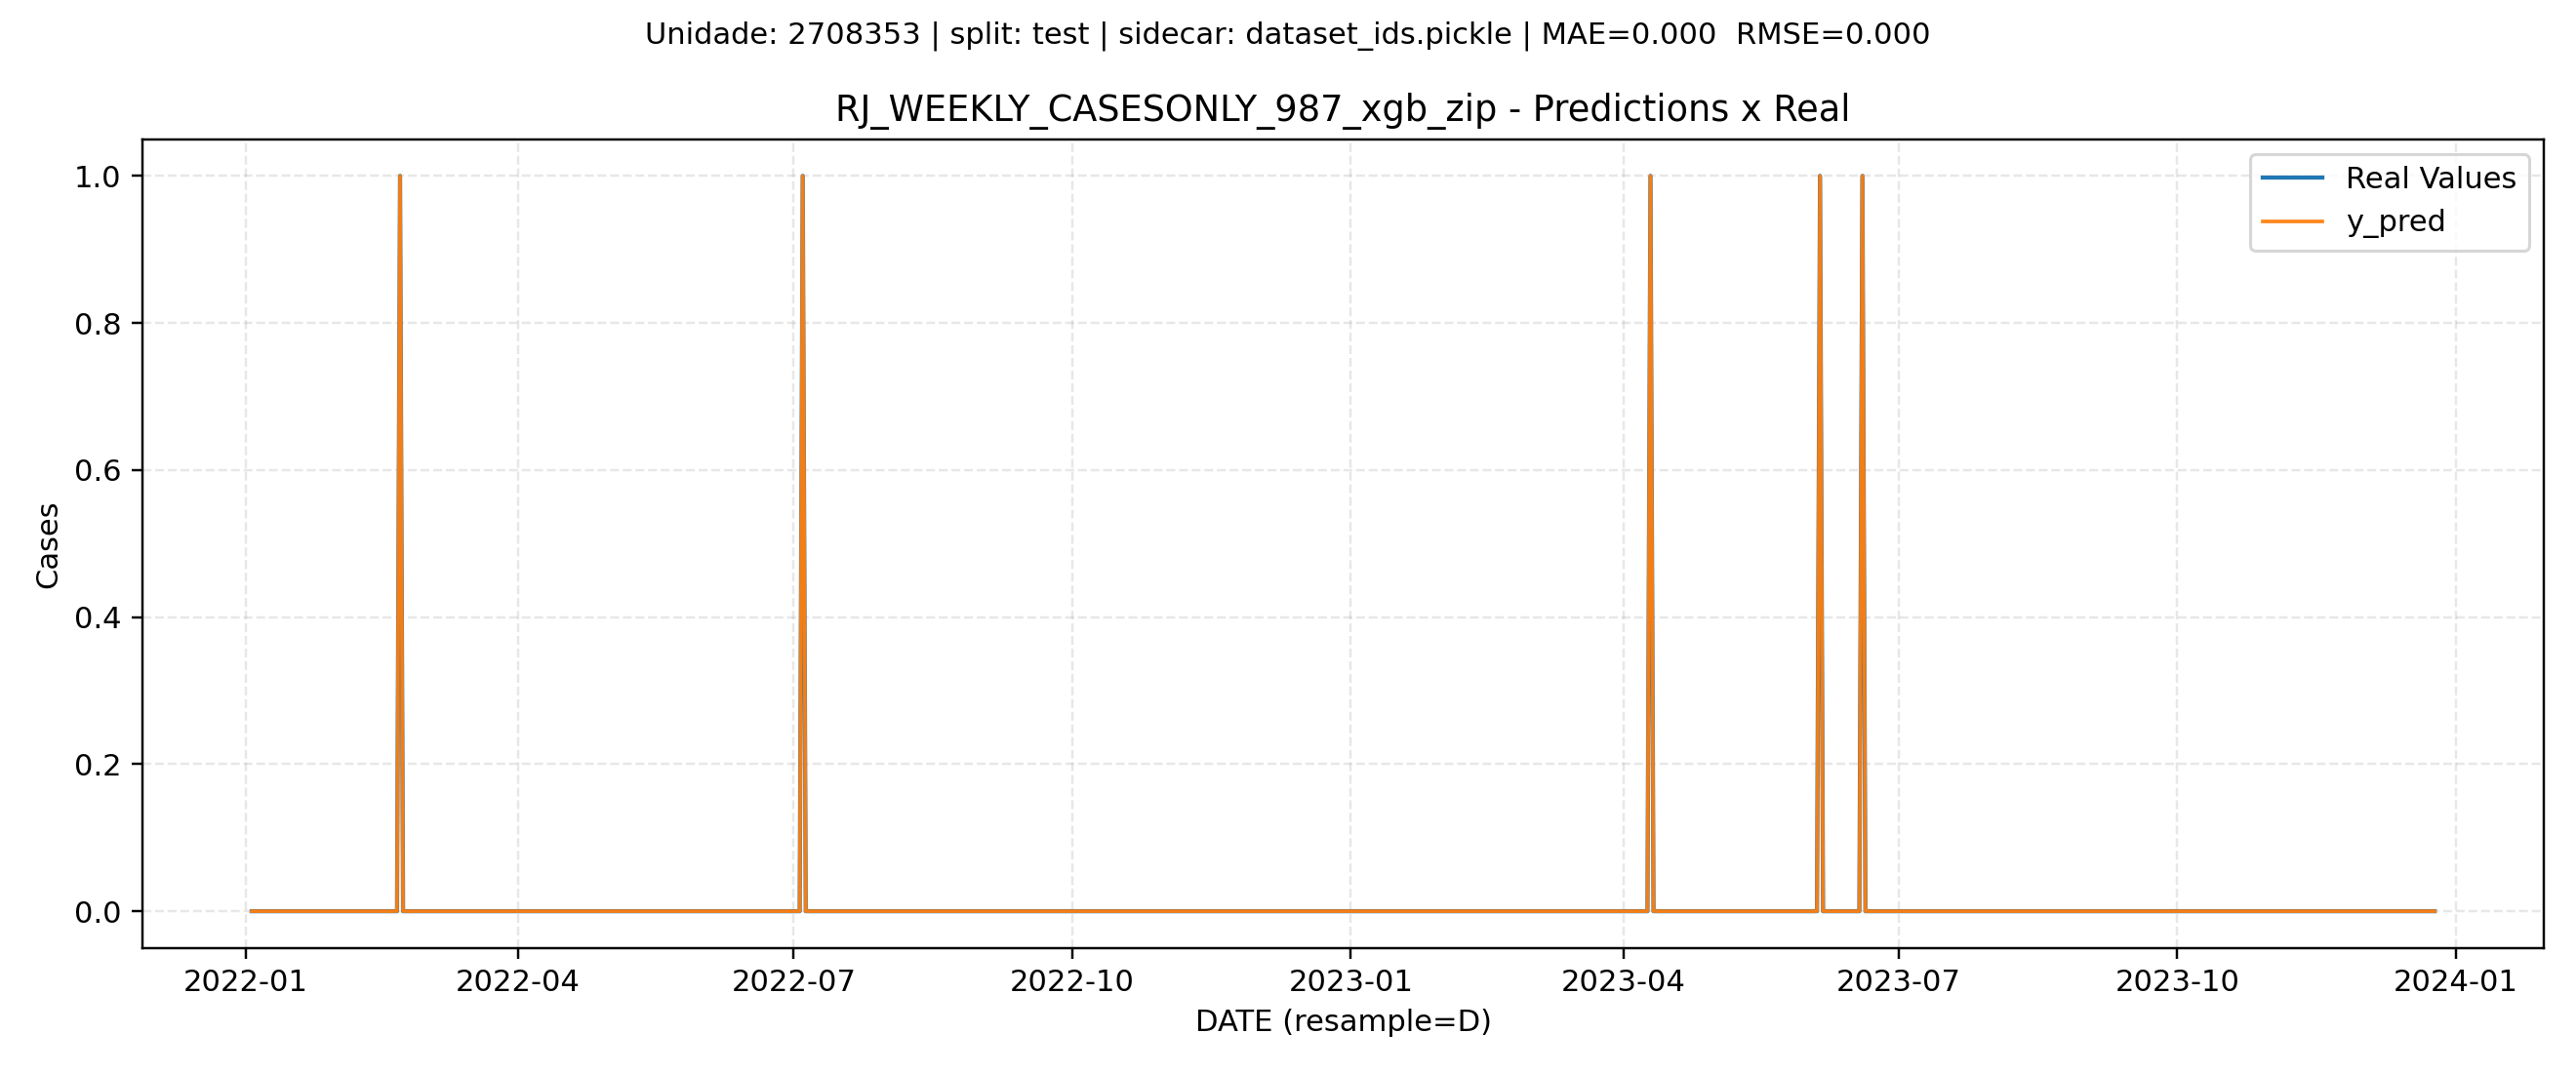 Unidade: 2708353 | split: test | sidecar: dataset_ids.pickle | MAE=0.000  RMSE=0.000
RJ_WEEKLY_CASESONLY_987_xgb_zip - Predictions x Real
Real Values
y_pred
Cases
1.0
0.8
0.6
0.4
0.2
0.0
2022-01 2022-04 2022-07 2022-10 2023-01 2023-04 2023-07 2023-10 2024-01
DATE (resample=D)